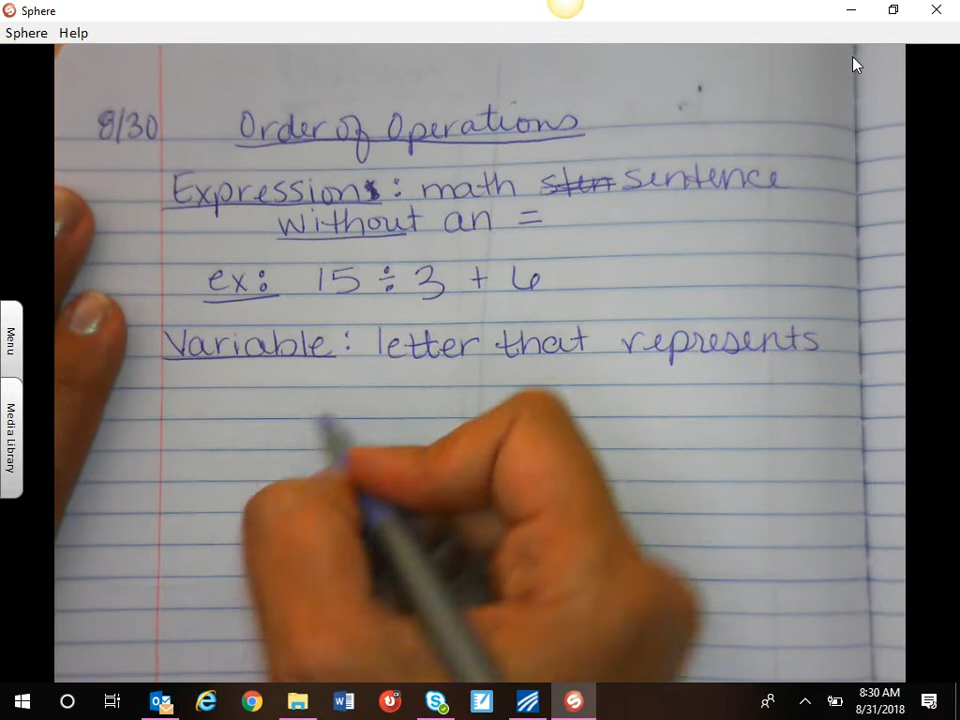 Sphere
Sphere Help
8/30 Order of Operations
Expression: math sentence
without an =
ex: 15 ÷ 3 + 6
Variable: letter that represents
Menu
Media Library
8:30 AM
8/31/2018